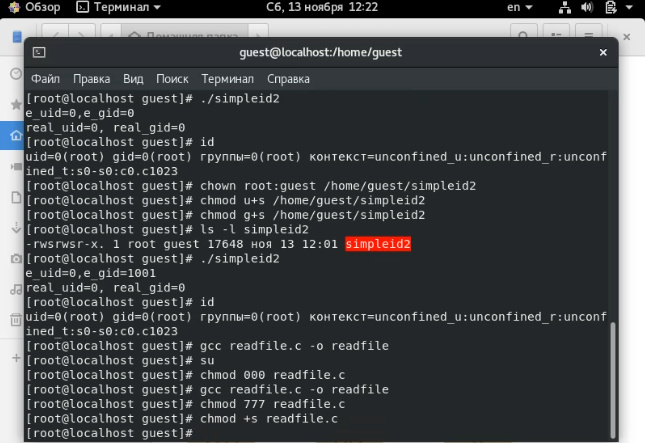 Обзор Терминал Сб, 13 ноября 12:22 en
Домашняя папка
guest@localhost:/home/guest
Файл Правка Вид Поиск Терминал Справка
[root@localhost guest]# ./simpleid2
e_uid=0,e_gid=0
real_uid=0, real_gid=0
[root@localhost guest]# id
uid=0(root) gid=0(root) группы=0(root) контекст=unconfined_u:unconfined_r:unconf
ined_t:s0-s0:c0.c1023
[root@localhost guest]# chown root:guest /home/guest/simpleid2
[root@localhost guest]# chmod u+s /home/guest/simpleid2
[root@localhost guest]# chmod g+s /home/guest/simpleid2
[root@localhost guest]# ls -l simpleid2
-rwsrwsr-x. 1 root guest 17648 ноя 13 12:01 simpleid2
[root@localhost guest]# ./simpleid2
e_uid=0,e_gid=1001
real_uid=0, real_gid=0
[root@localhost guest]# id
uid=0(root) gid=0(root) группы=0(root) контекст=unconfined_u:unconfined_r:unconf
ined_t:s0-s0:c0.c1023
[root@localhost guest]# gcc readfile.c -o readfile
[root@localhost guest]# su
[root@localhost guest]# chmod 000 readfile.c
[root@localhost guest]# gcc readfile.c -o readfile
[root@localhost guest]# chmod 777 readfile.c
[root@localhost guest]# chmod +s readfile.c
[root@localhost guest]#